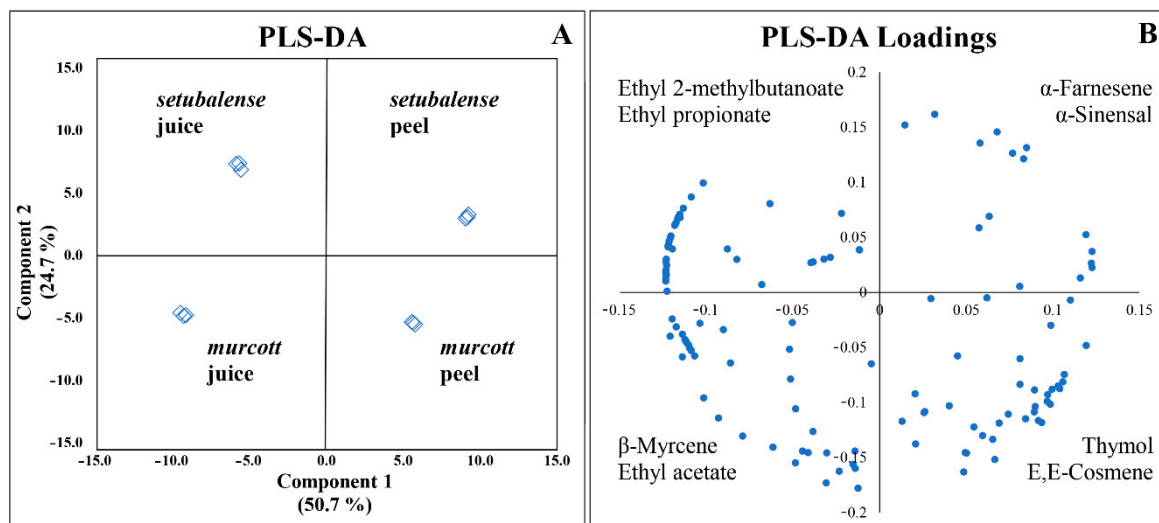 PLS-DA
A
15.0
10.0
5.0
0.0
-5.0
-10.0
15.0
-15.0
-10.0
-5.0
0.0
5.0
10.0
15.0
Component 2
(24.7 %)
Component 1
(50.7 %)
setubalense
juice
setubalense
peel
murcott
juice
murcott
peel
PLS-DA Loadings
B
Ethyl 2-methylbutanoate
Ethyl propionate
α-Farnesene
α-Sinensal
β-Myrcene
Ethyl acetate
Thymol
E,E-Cosmene
0.2
0.15
0.1
0.05
0
-0.05
-0.1
-0.15
-0.2
-0.15
-0.1
-0.05
0
0.05
0.1
0.15